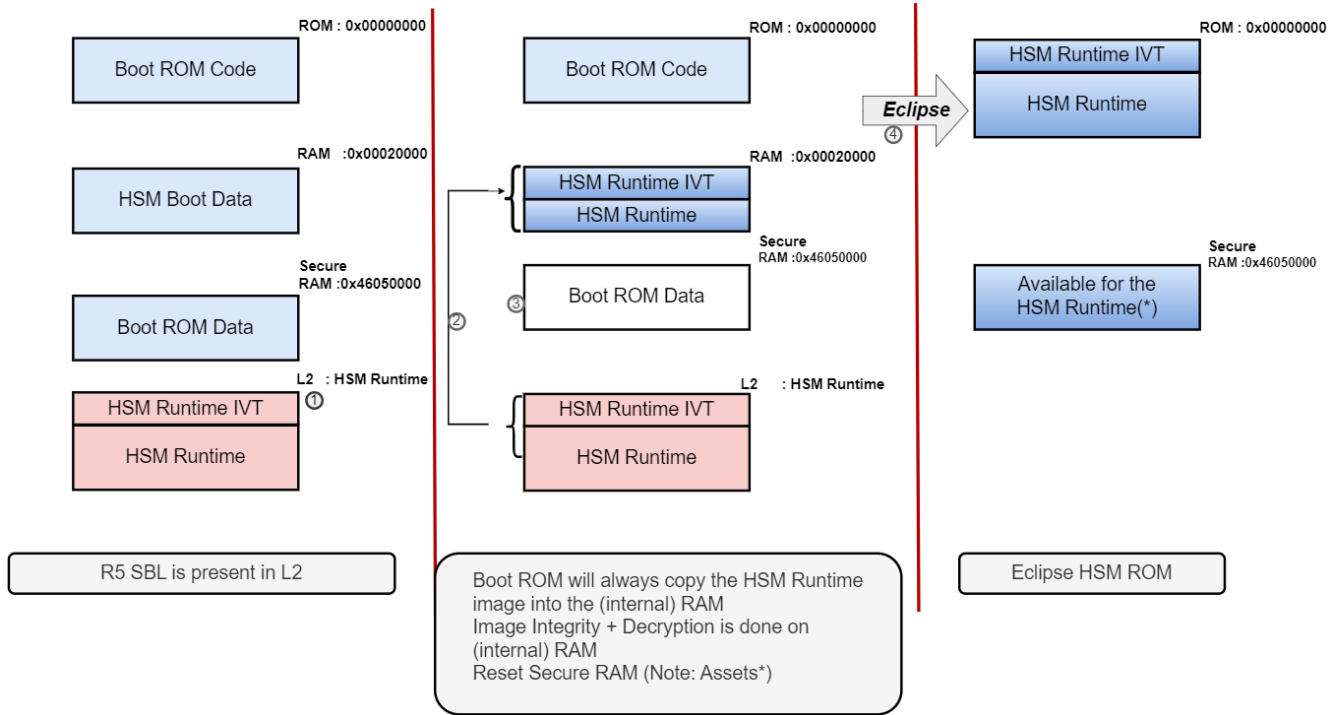 ROM : 0x00000000
Boot ROM Code
RAM :0x00020000
HSM Boot Data
Secure
RAM :0x46050000
Boot ROM Data
L2 : HSM Runtime
HSM Runtime IVT
①
HSM Runtime
R5 SBL is present in L2
ROM : 0x00000000
Boot ROM Code
RAM :0x00020000
HSM Runtime IVT
HSM Runtime
Secure
RAM :0x46050000
Boot ROM Data
③
②
L2 : HSM Runtime
HSM Runtime IVT
HSM Runtime
Boot ROM will always copy the HSM Runtime
image into the (internal) RAM
Image Integrity + Decryption is done on
(internal) RAM
Reset Secure RAM (Note: Assets*)
Eclipse
④
ROM : 0x00000000
HSM Runtime IVT
HSM Runtime
Secure
RAM :0x46050000
Available for the
HSM Runtime(*)
Eclipse HSM ROM